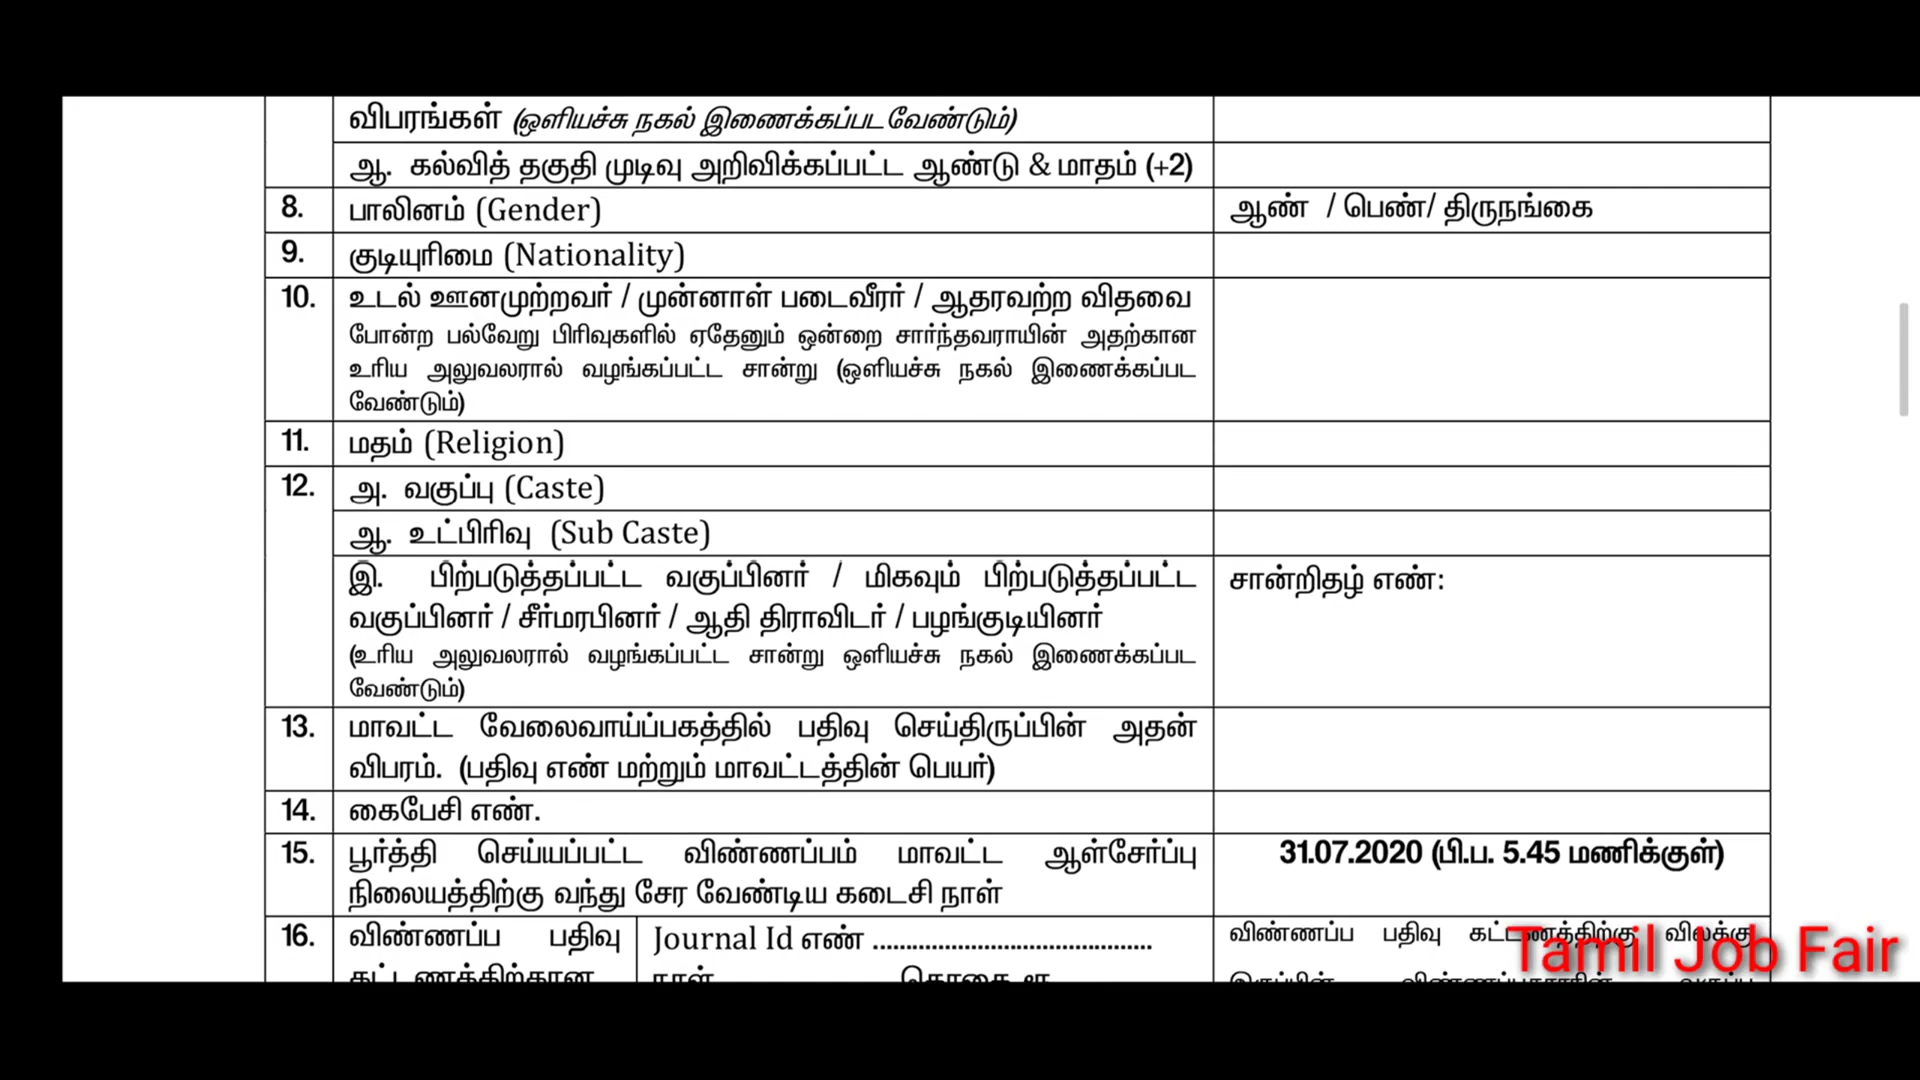 விபரங்கள் (ஒளியச்சு நகல் இணைக்கப்படவேண்டும்)
ஆ. கல்வித் தகுதி முடிவு அறிவிக்கப்பட்ட ஆண்டு & மாதம் (+2)
8. பாலினம் (Gender) ஆண் / பெண்/ திருநங்கை
9. குடியுரிமை (Nationality)
10. உடல் ஊனமுற்றவர் / முன்னாள் படைவீரர் / ஆதரவற்ற விதவை
போன்ற பல்வேறு பிரிவுகளில் ஏதேனும் ஒன்றை சார்ந்தவராயின் அதற்கான
உரிய அலுவலரால் வழங்கப்பட்ட சான்று (ஒளியச்சு நகல் இணைக்கப்பட
வேண்டும்)
11. மதம் (Religion)
12. அ. வகுப்பு (Caste)
ஆ. உட்பிரிவு (Sub Caste)
இ. பிற்படுத்தப்பட்ட வகுப்பினர் / மிகவும் பிற்படுத்தப்பட்ட சான்றிதழ் எண்:
வகுப்பினர் / சீர்மரபினர் / ஆதி திராவிடர் / பழங்குடியினர்
(உரிய அலுவலரால் வழங்கப்பட்ட சான்று ஒளியச்சு நகல் இணைக்கப்பட
வேண்டும்)
13. மாவட்ட வேலைவாய்ப்பகத்தில் பதிவு செய்திருப்பின் அதன்
விபரம். (பதிவு எண் மற்றும் மாவட்டத்தின் பெயர்)
14. கைபேசி எண்.
15. பூர்த்தி செய்யப்பட்ட விண்ணப்பம் மாவட்ட ஆள்சேர்ப்பு 31.07.2020 (பி.ப. 5.45 மணிக்குள்)
நிலையத்திற்கு வந்து சேர வேண்டிய கடைசி நாள்
16. விண்ணப்ப பதிவு Journal Id எண் ........................................ விண்ணப்ப பதிவு கட்டணத்திற்கு விலக்கு
கட்டணத்திற்கான நாள்
Tamil Job Fair